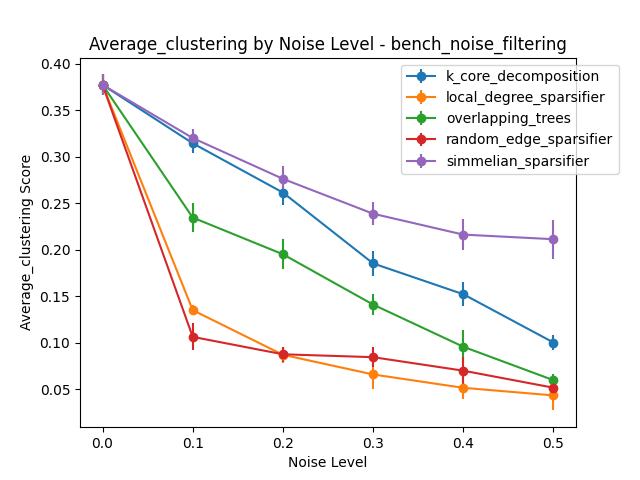 Average_clustering by Noise Level - bench_noise_filtering
k_core_decomposition
local_degree_sparsifier
overlapping_trees
random_edge_sparsifier
simmelian_sparsifier
Average_clustering Score
0.40
0.35
0.30
0.25
0.20
0.15
0.10
0.05
0.0 0.1 0.2 0.3 0.4 0.5
Noise Level